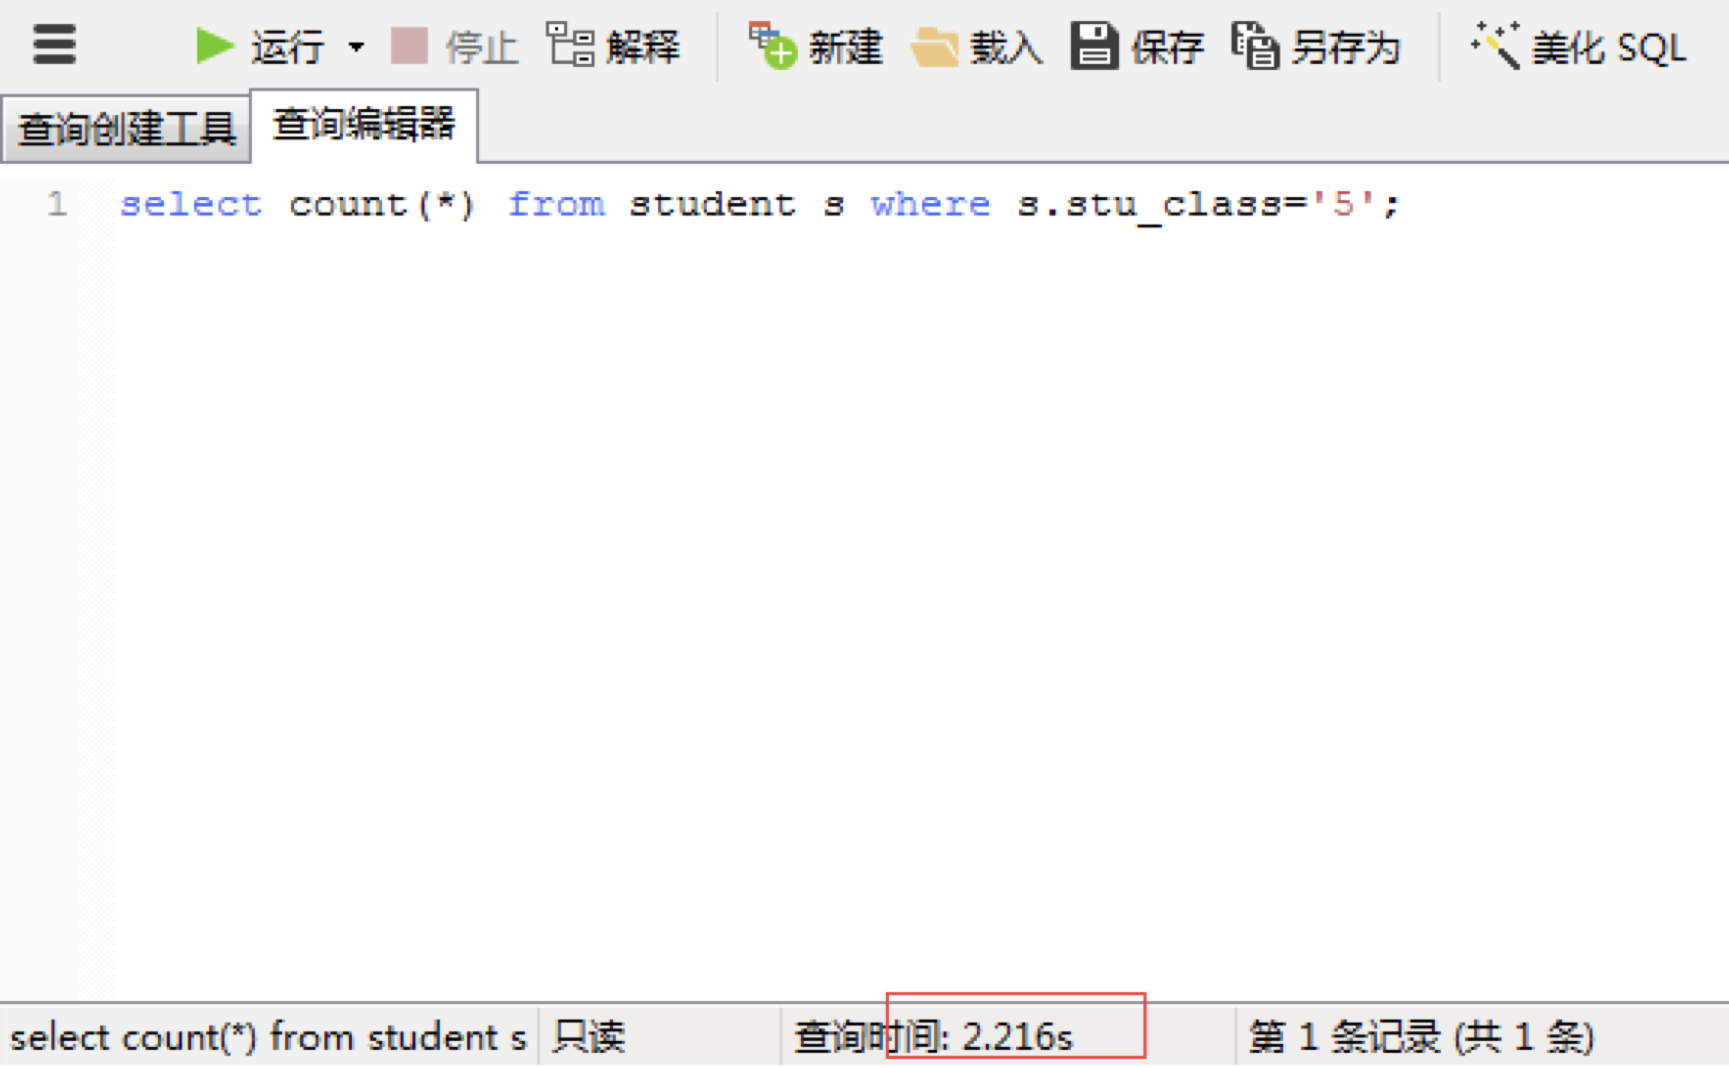 运行 停止 解释 新建 载入 保存 另存为 美化 SQL
查询创建工具 查询编辑器
1 select count(*) from student s where s.stu_class='5';
select count(*) from student s 只读 查询时间: 2.216s 第 1 条记录 (共 1 条)